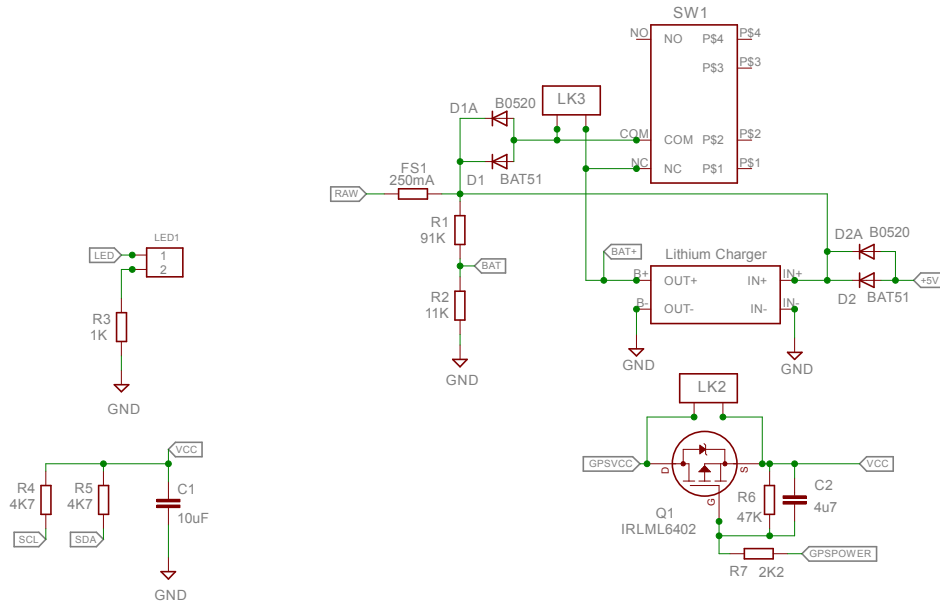 SW1
NO NO P$4 P$4
P$3 P$3
COM COM P$2 P$2
NC NC P$1 P$1
LK3
D1A B0520
D1 BAT51
FS1
250mA
RAW
R1
91K
BAT
R2
11K
GND
LED1
LED 1
2
R3
1K
GND
BAT+
Lithium Charger
B+ OUT+ IN+ IN+
B- OUT- IN- IN-
GND
GND
D2A B0520
D2 BAT51
+5V
VCC
R4
4K7
R5
4K7
C1
10uF
SCL
SDA
GND
LK2
GPSVCC
D
S
G
VCC
Q1
IRLML6402
R6
47K
C2
4u7
R7 2K2
GPSPOWER